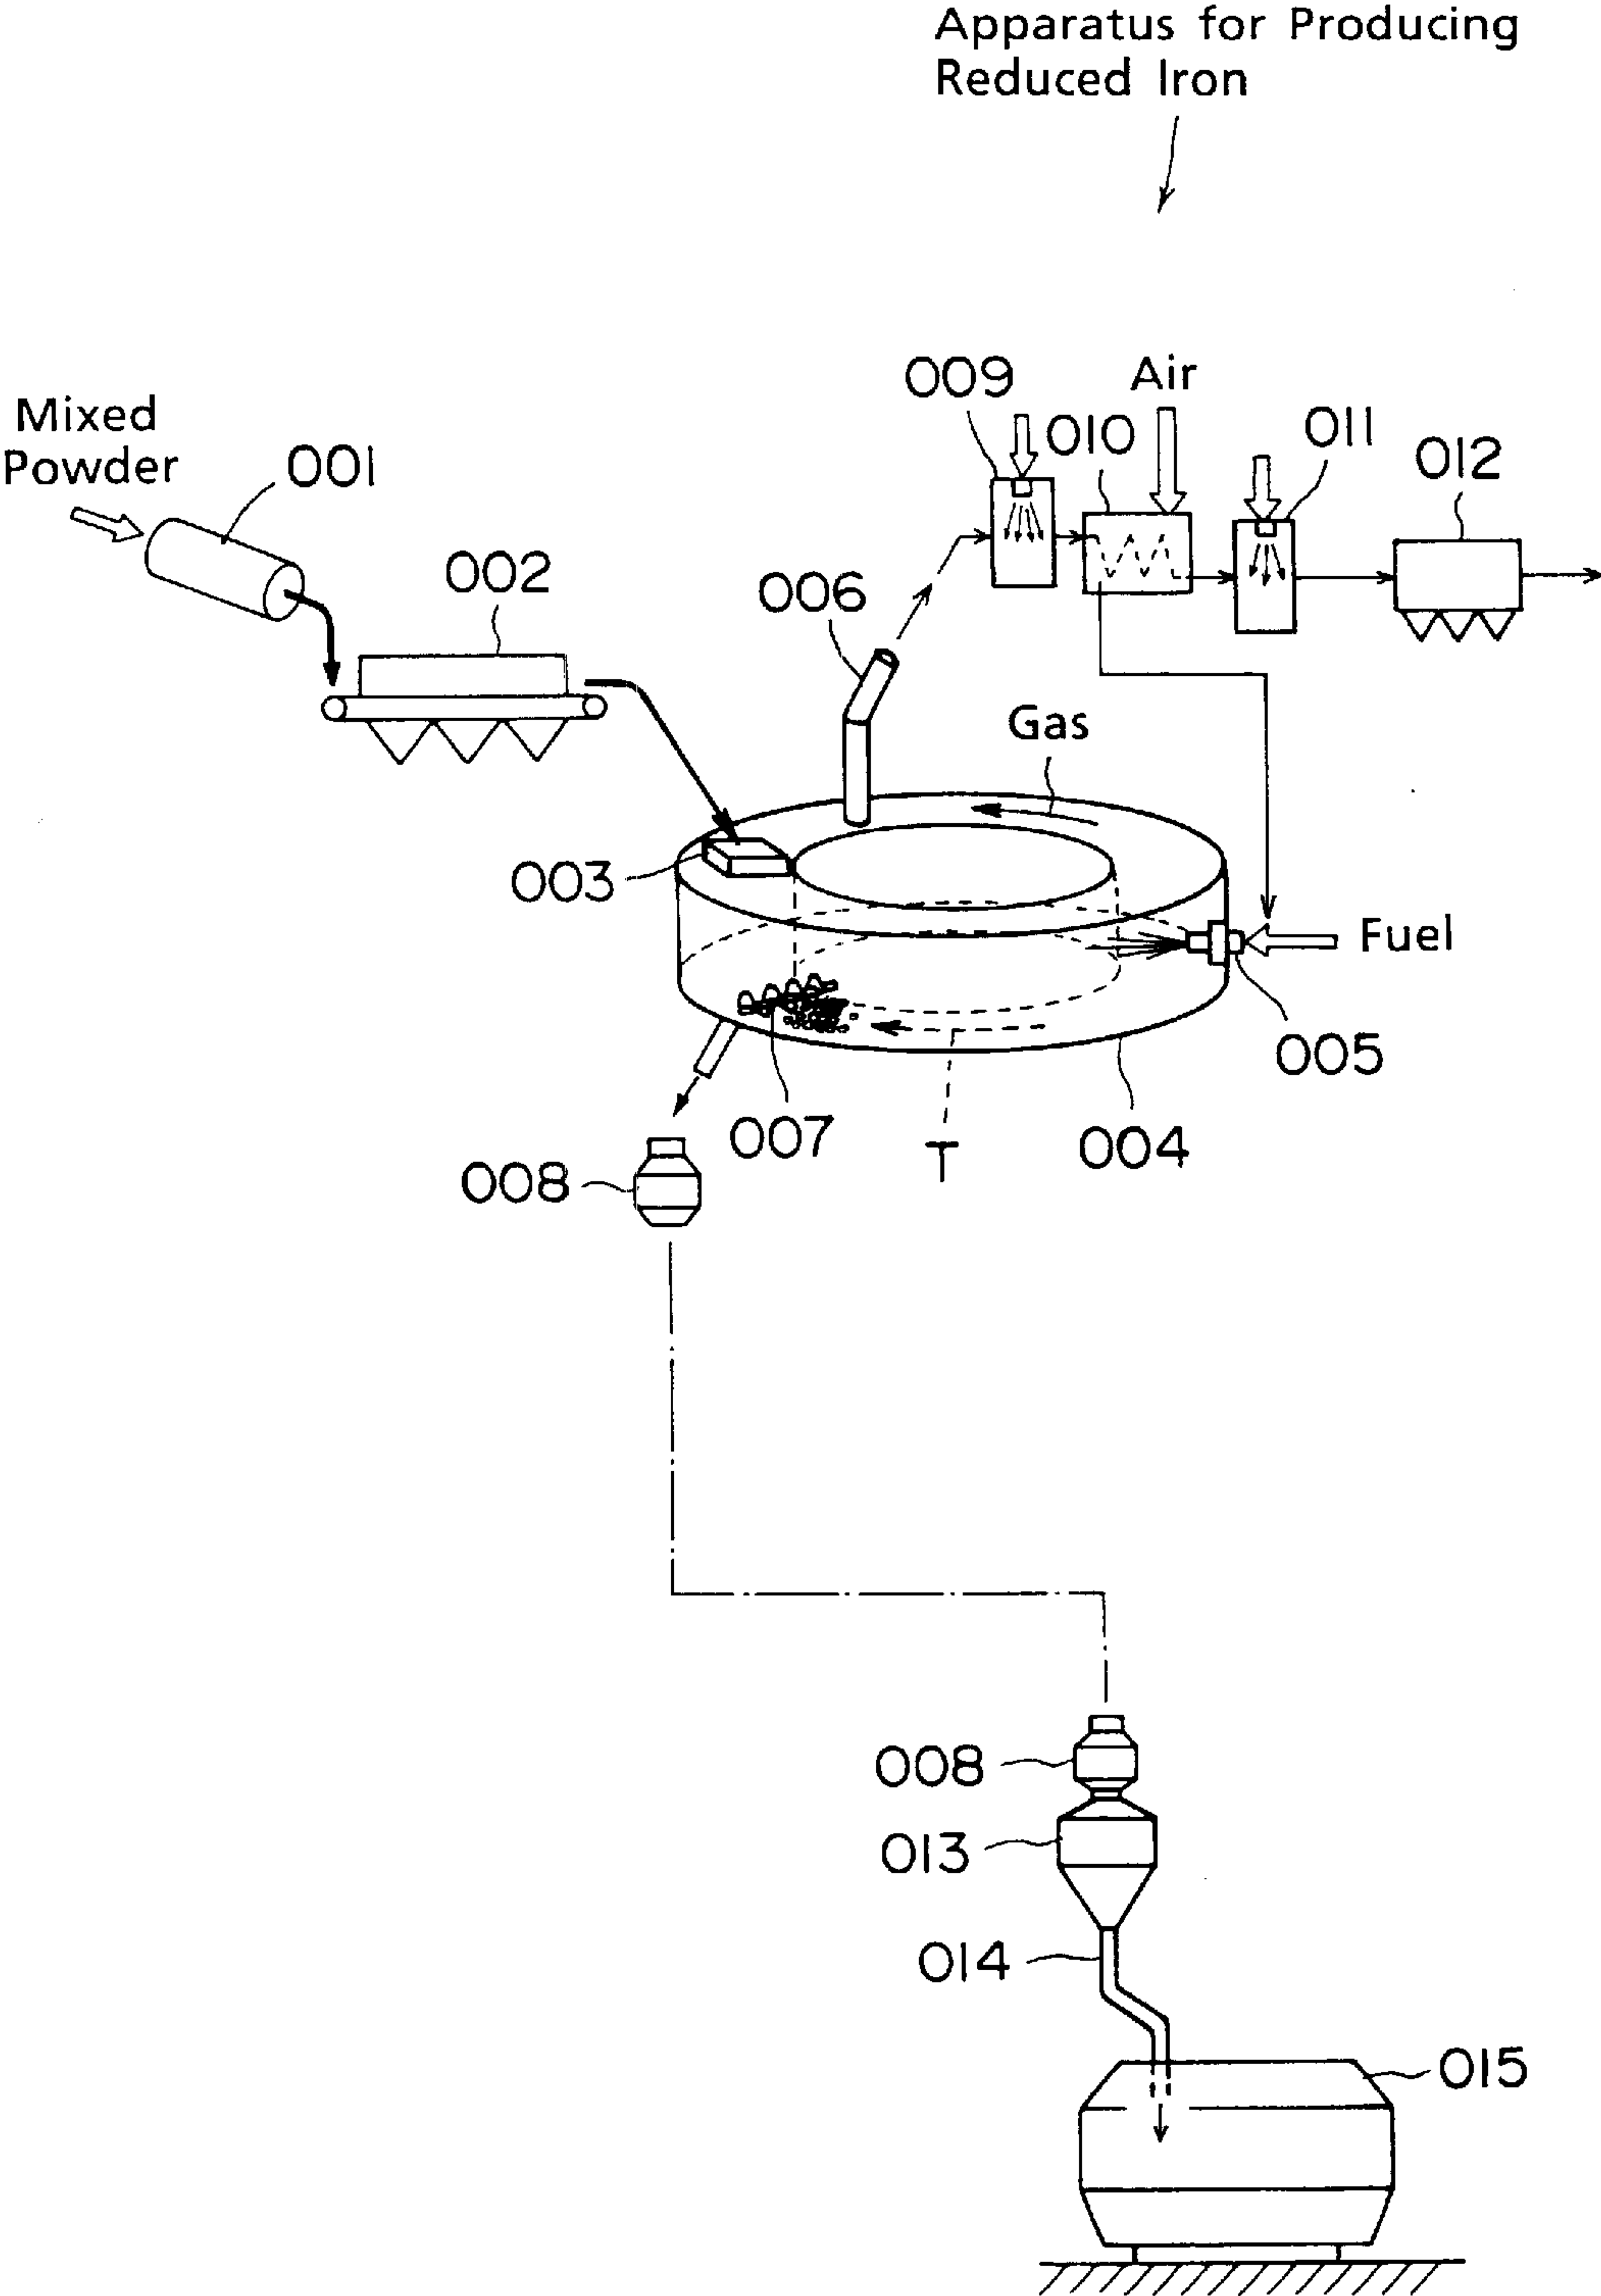 Apparatus for Producing
Reduced Iron
009
Air
010
011
012
Mixed
Powder
001
002
006
Gas
003
Fuel
005
007
T
004
008
008
013
014
015